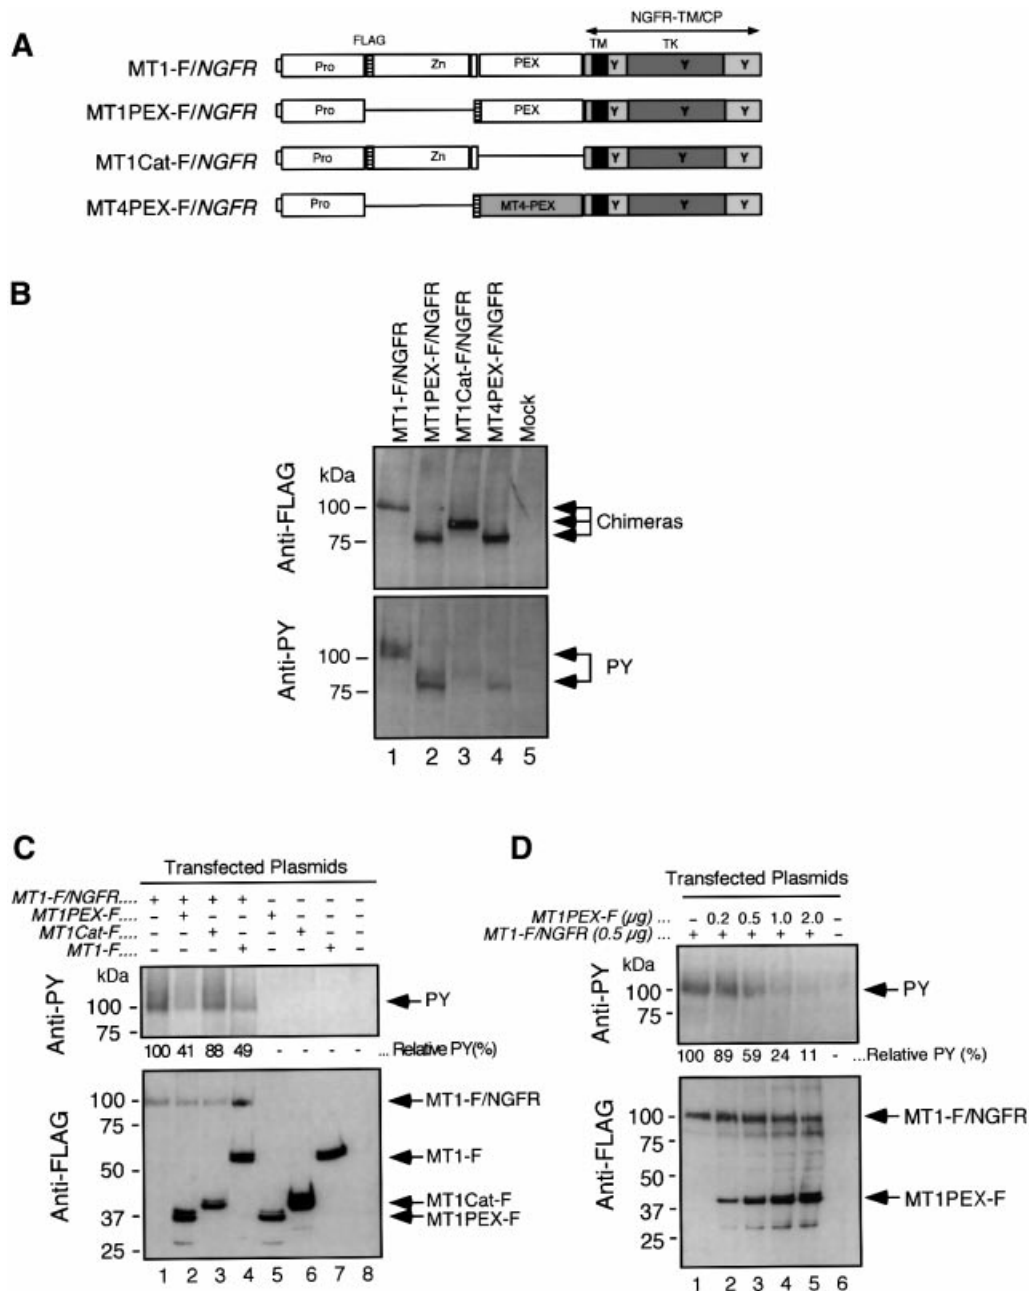 A
NGFR-TM/CP
FLAG
TM
TK
MT1-F/NGFR
Pro
Zn
PEX
Y
Y
Y
MT1PEX-F/NGFR
Pro
PEX
Y
Y
Y
MT1Cat-F/NGFR
Pro
Zn
Y
Y
Y
MT4PEX-F/NGFR
Pro
MT4-PEX
Y
Y
Y
B
MT1-F/NGFR
MT1PEX-F/NGFR
MT1Cat-F/NGFR
MT4PEX-F/NGFR
Mock
Anti-FLAG
kDa
100 –
75 –
Chimeras
Anti-PY
100 –
75 –
PY
1 2 3 4 5
C
Transfected Plasmids
MT1-F/NGFR.... + + + + – – – –
MT1PEX-F.... – + – – + – – –
MT1Cat-F.... – – + – – + – –
MT1-F.... – – – + – – + –
Anti-PY
kDa
100 -
75 -
PY
100 41 88 49 - - - - ... Relative PY(%)
Anti-FLAG
100 -
75 -
50 -
37 -
25 -
MT1-F/NGFR
MT1-F
MT1Cat-F
MT1PEX-F
1 2 3 4 5 6 7 8
D
Transfected Plasmids
MT1PEX-F (µg) ... – 0.2 0.5 1.0 2.0 –
MT1-F/NGFR (0.5 µg) ... + + + + + –
Anti-PY
kDa
100 -
75 -
PY
100 89 59 24 11 - ...Relative PY (%)
Anti-FLAG
100 -
75 -
50 -
37 -
25 -
MT1-F/NGFR
MT1PEX-F
1 2 3 4 5 6